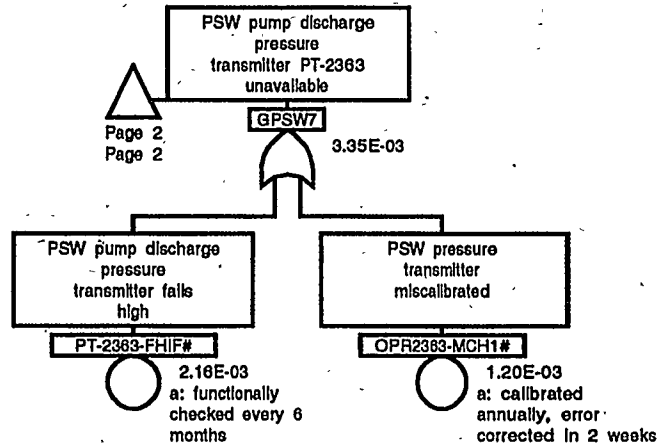 PSW pump discharge
pressure
transmitter PT-2363
unavailable
Page 2
Page 2
GPSW7
3.35E-03
PSW pump discharge
pressure
transmitter fails
high
PT-2363-FHIF#
2.16E-03
a: functionally
checked every 6
months
PSW pressure
transmitter
miscalibrated
OPR2363-MCH1#
1.20E-03
a: calibrated
annually, error
corrected in 2 weeks